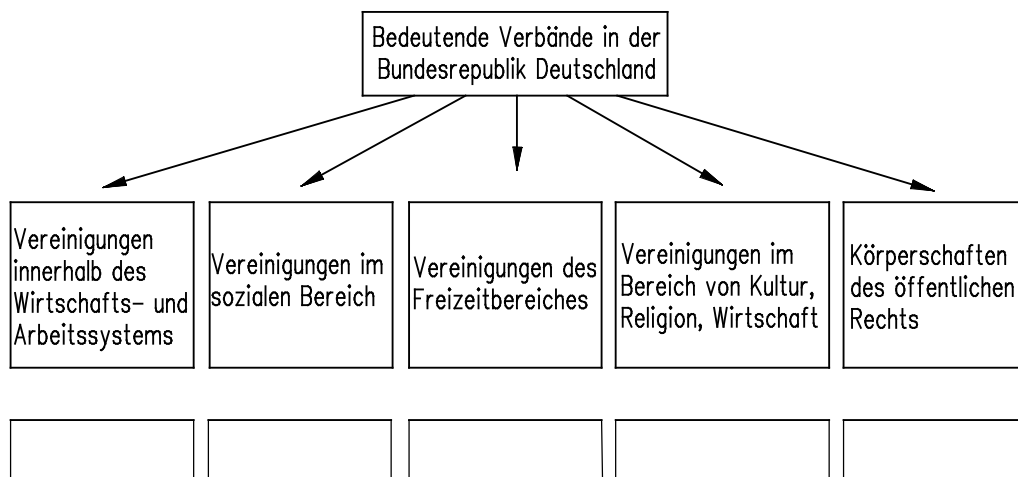 Bedeutende Verbände in der
Bundesrepublik Deutschland
Vereinigungen
innerhalb des
Wirtschafts- und
Arbeitssystems
Vereinigungen im
sozialen Bereich
Vereinigungen des
Freizeitbereiches
Vereinigungen im
Bereich von Kultur,
Religion, Wirtschaft
Körperschaften
des öffentlichen
Rechts